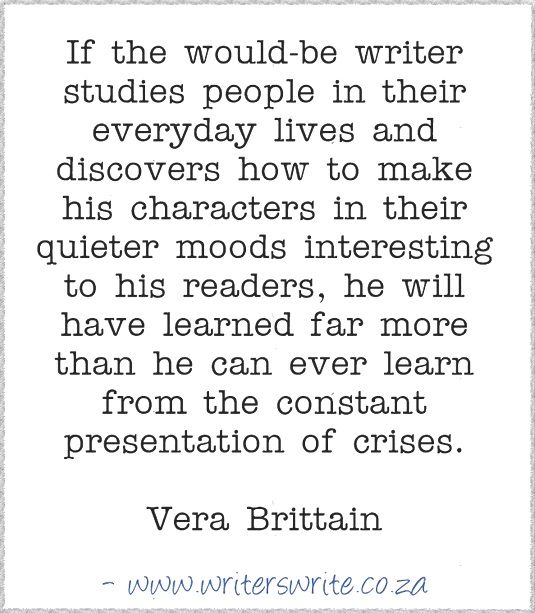 If the would-be writer
studies people in their
everyday lives and
discovers how to make
his characters in their
quieter moods interesting
to his readers, he will
have learned far more
than he can ever learn
from the constant
presentation of crises.
Vera Brittain
- www.writerswrite.co.za